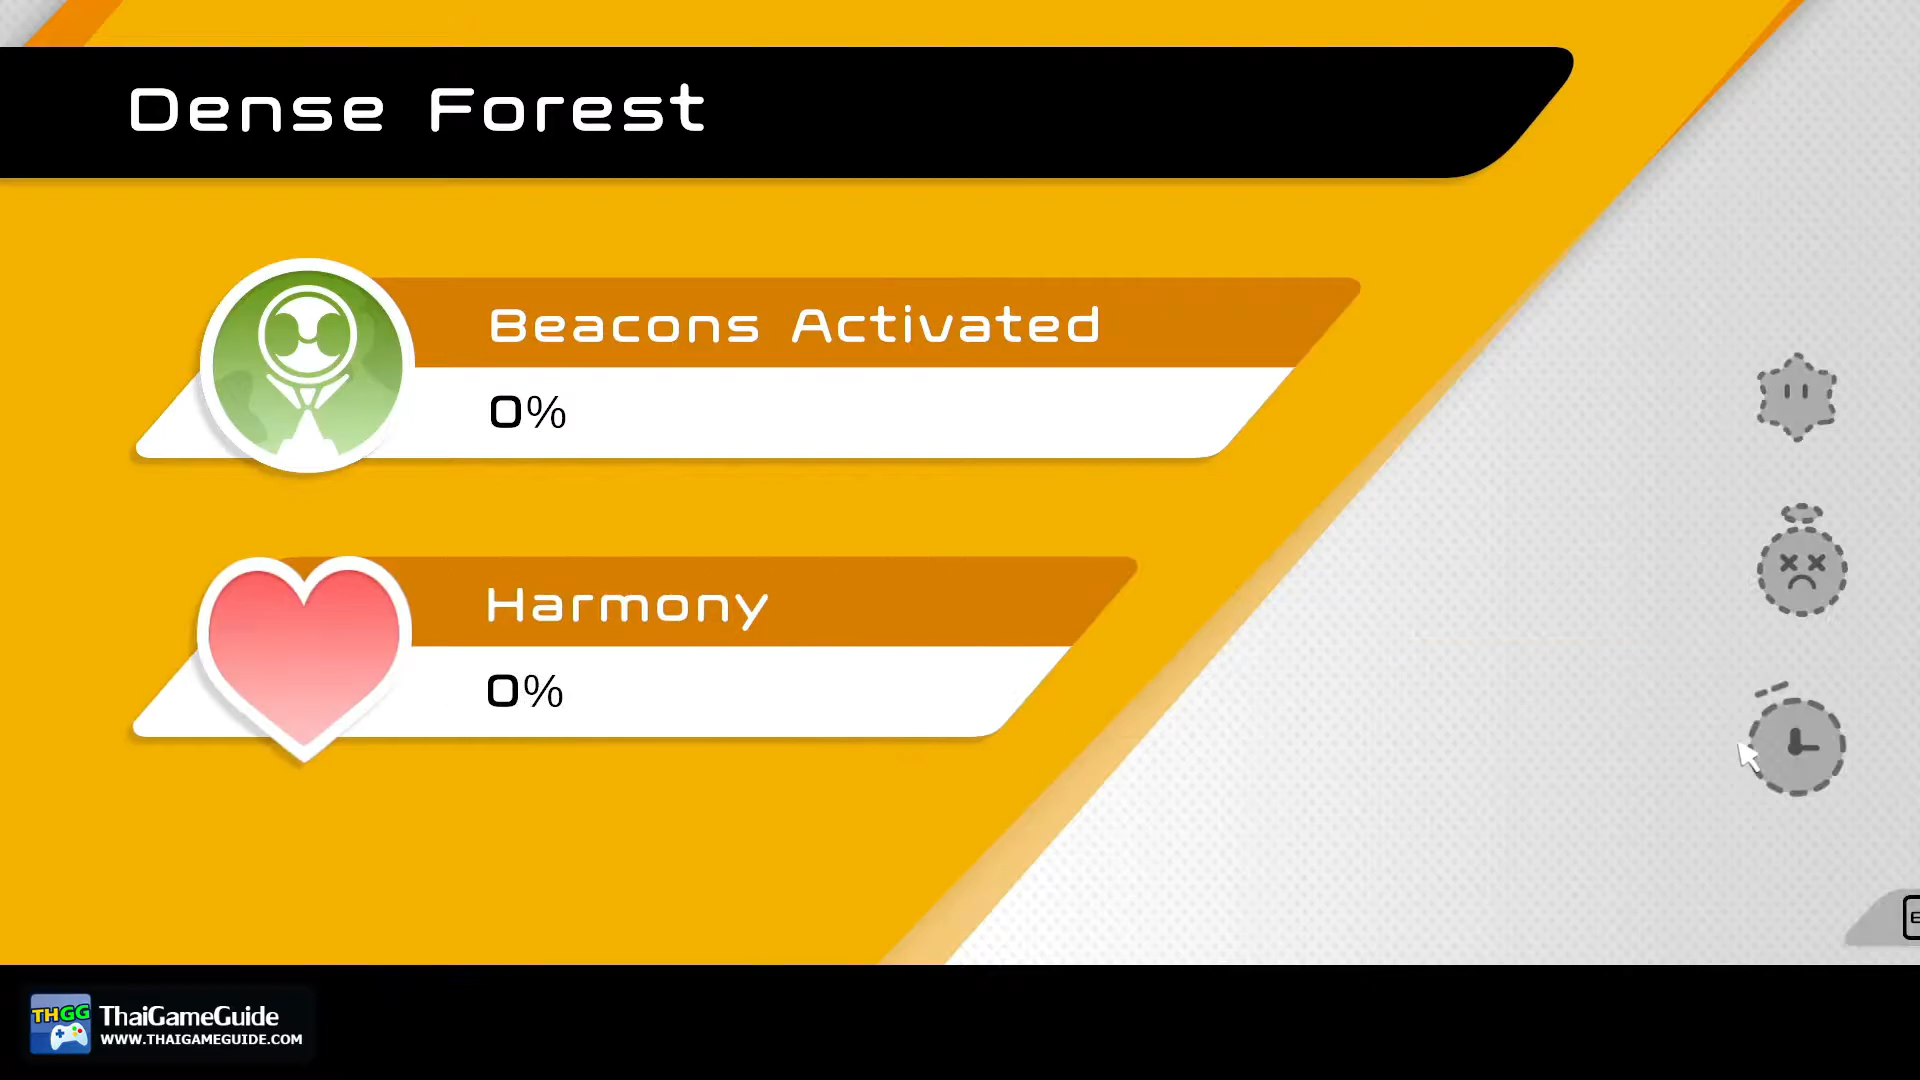 Dense Forest
Beacons Activated
0%
Harmony
0%
E
THGG ThaiGameGuide
WWW.THAIGAMEGUIDE.COM